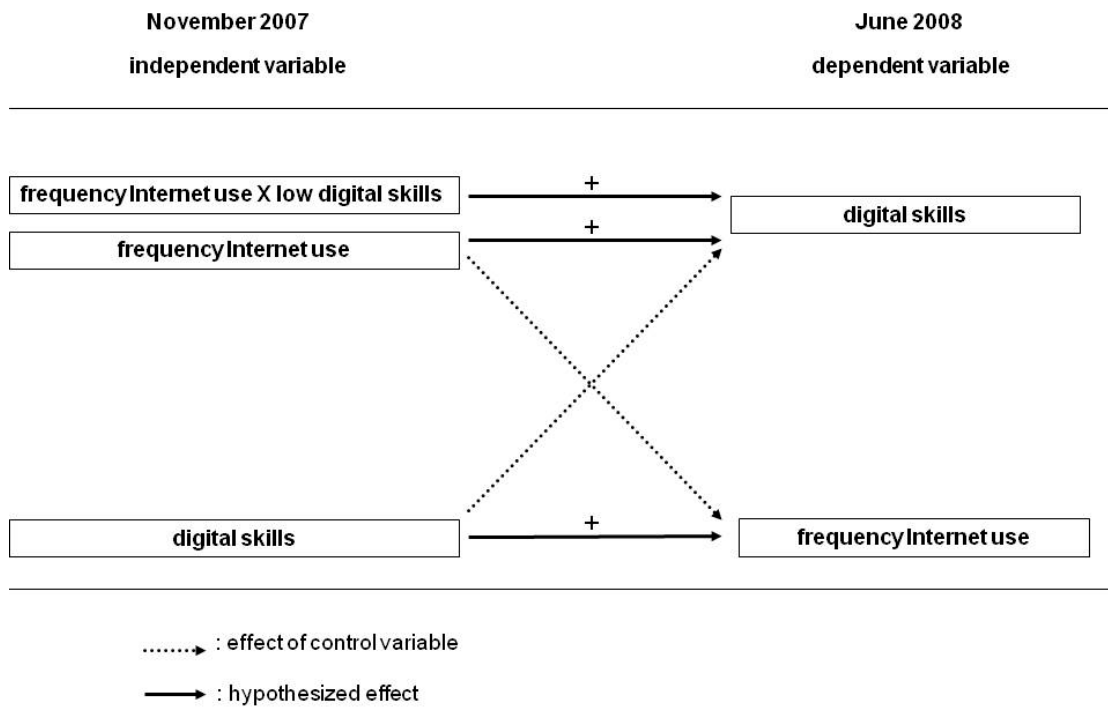 November 2007
June 2008
independent variable
dependent variable
frequency Internet use X low digital skills
+
digital skills
+
frequency Internet use
+
digital skills
frequency Internet use
: effect of control variable
: hypothesized effect